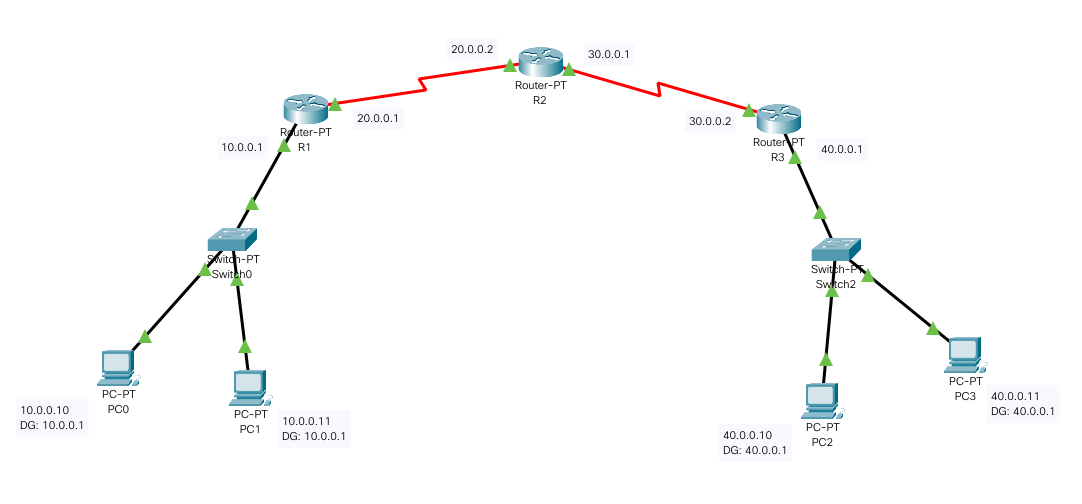 20.0.0.2
30.0.0.1
Router-PT
R2
20.0.0.1
30.0.0.2
Router-PT
R1
10.0.0.1
Router-PT
R3
40.0.0.1
Switch-PT
Switch0
Switch-PT
Switch2
PC-PT
PC0
10.0.0.10
DG: 10.0.0.1
PC-PT
PC1
10.0.0.11
DG: 10.0.0.1
PC-PT
PC2
40.0.0.10
DG: 40.0.0.1
PC-PT
PC3
40.0.0.11
DG: 40.0.0.1